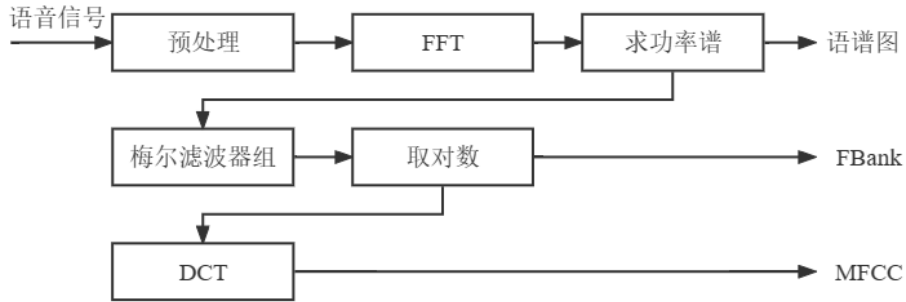 语音信号
预处理
FFT
求功率谱
语谱图
梅尔滤波器组
取对数
FBank
DCT
MFCC